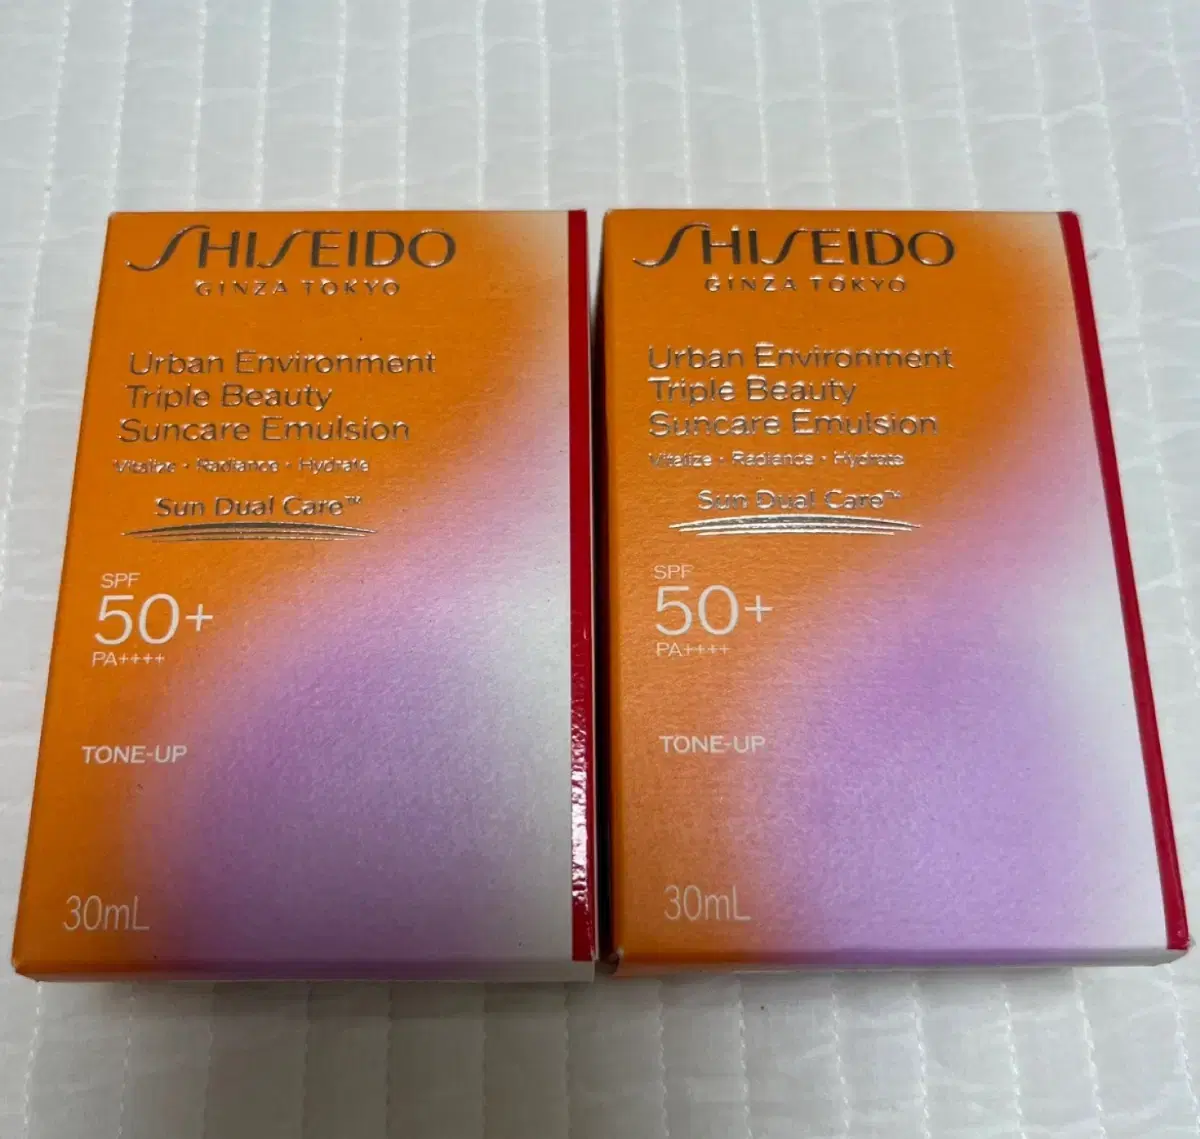 SHISEIDO
GINZA TOKYO
Urban Environment
Triple Beauty
Suncare Emulsion
Vitalize・Radiance・Hydrate
Sun Dual Care™
SPF
50+
PA++++
TONE-UP
30mL
SHISEIDO
GINZA TOKYO
Urban Environment
Triple Beauty
Suncare Emulsion
Vitalize・Radiance・Hydrate
Sun Dual Care™
SPF
50+
PA++++
TONE-UP
30mL